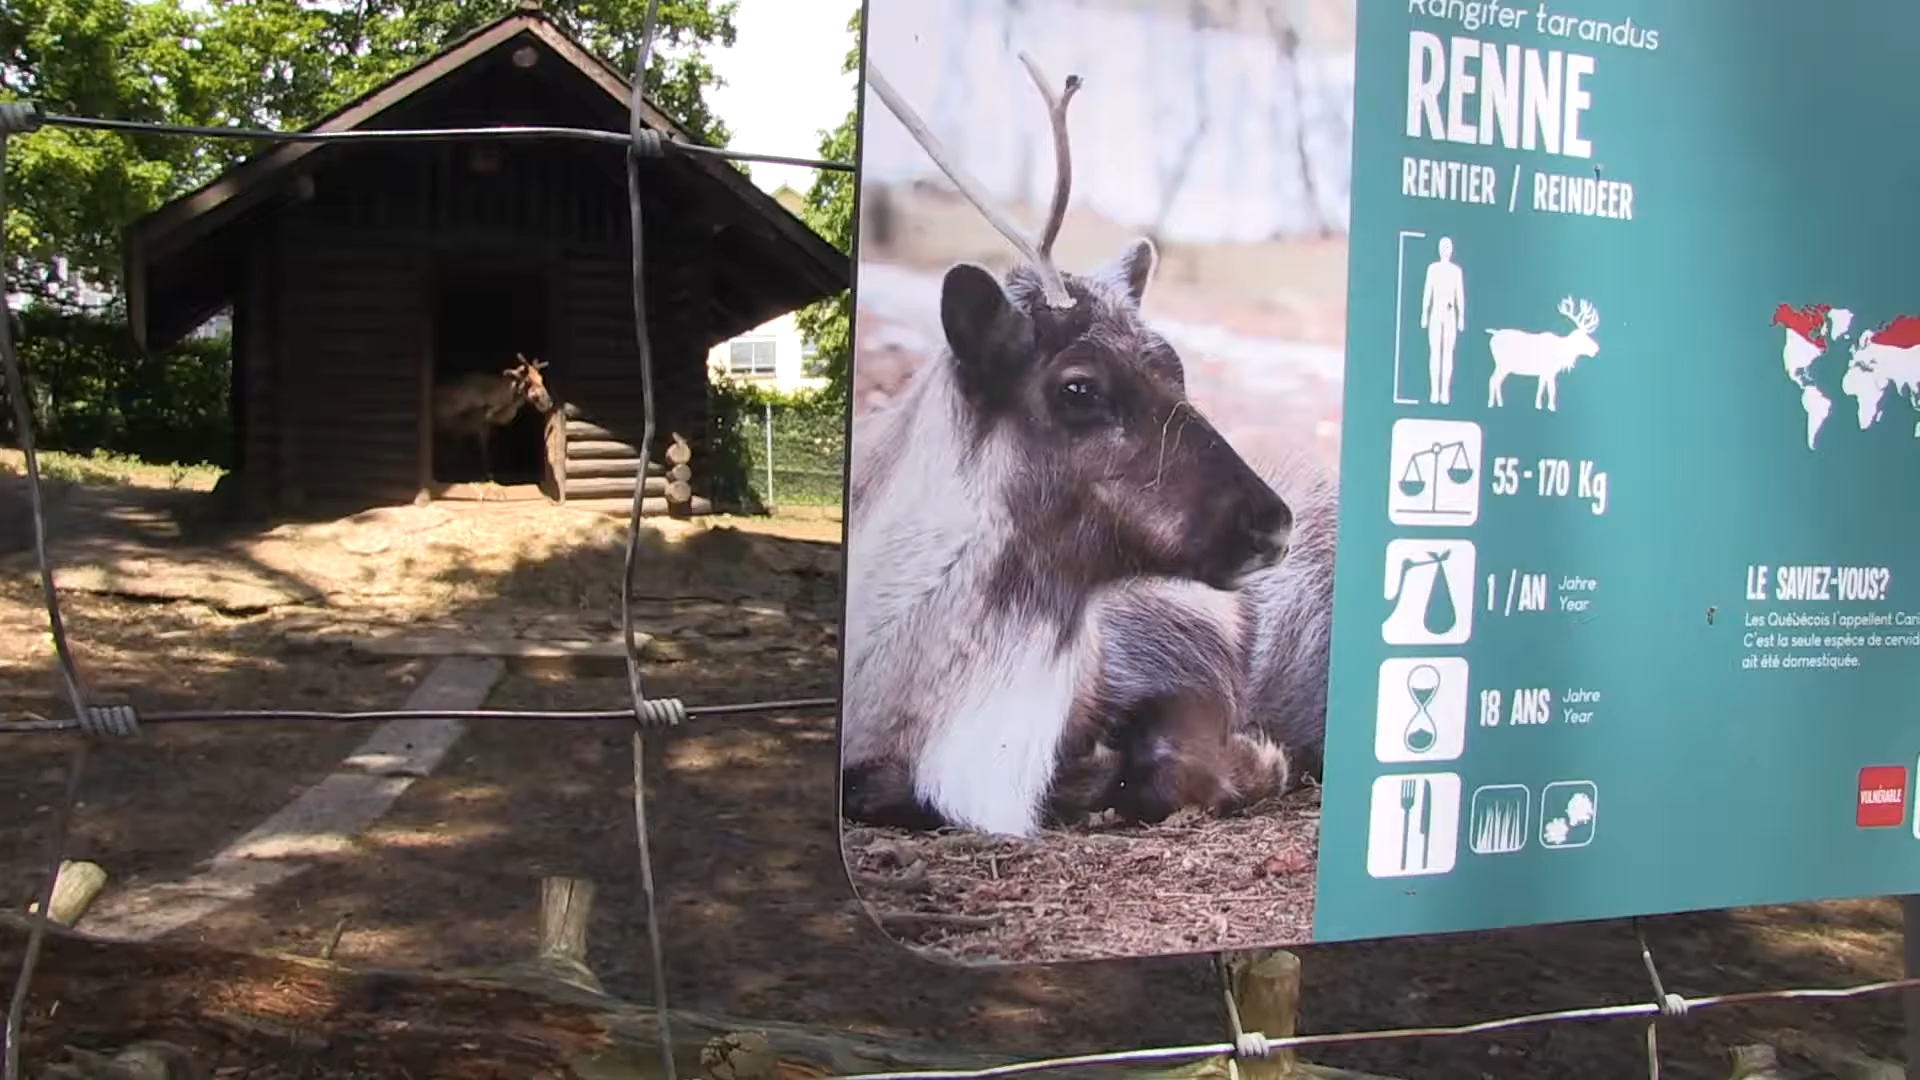 Rangifer tarandus
RENNE
RENTIER / REINDEER
55-170 Kg
1 /AN Jahre
Year
18 ANS Jahre
Year
LE SAVIEZ-VOUS?
Les Québécois l'appellent
C'est la seule espèce de
ait été domestiquée.
VULNÉRABLE